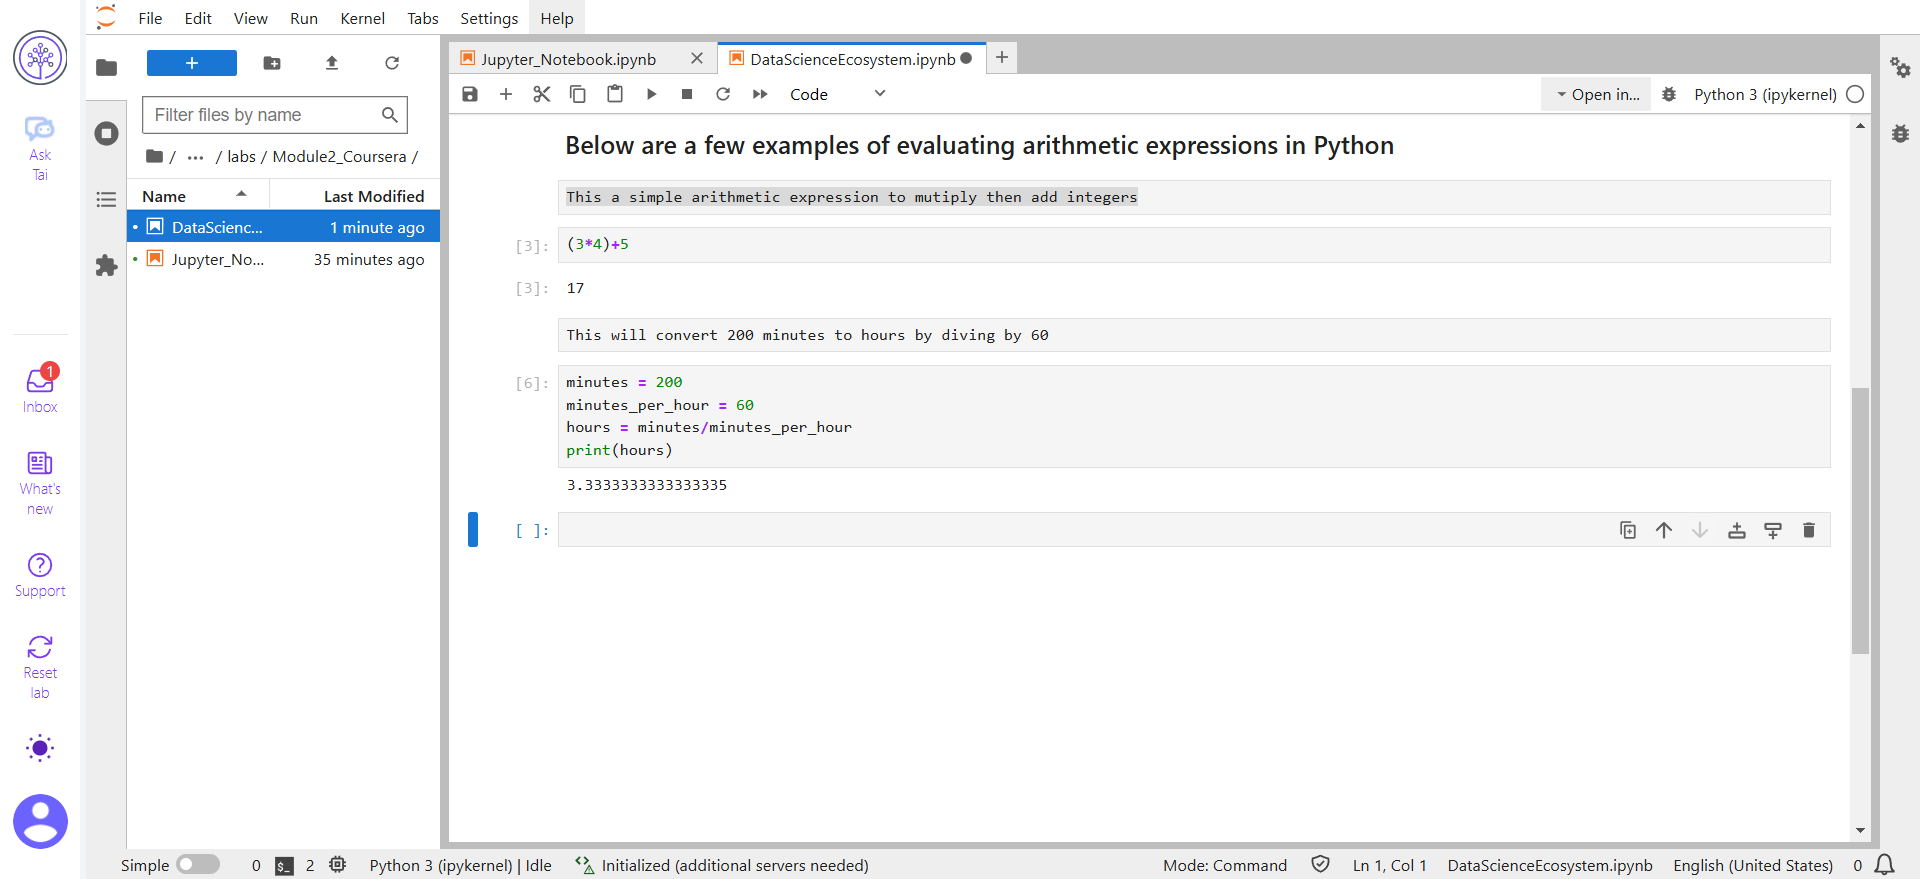 File Edit View Run Kernel Tabs Settings Help
Ask
Tai
1
Inbox
What's
new
Support
Reset
lab
+
Filter files by name
/ ... / labs / Module2_Coursera /
Name Last Modified
DataScienc... 1 minute ago
Jupyter_No... 35 minutes ago
Jupyter_Notebook.ipynb
DataScienceEcosystem.ipynb
Code
Open in...
Python 3 (ipykernel)
Below are a few examples of evaluating arithmetic expressions in Python
This a simple arithmetic expression to mutiply then add integers
[3]: (3*4)+5
[3]: 17
This will convert 200 minutes to hours by diving by 60
[6]: minutes = 200
minutes_per_hour = 60
hours = minutes/minutes_per_hour
print(hours)
3.3333333333333335
[ ]:
Simple 0 $_ 2 Python 3 (ipykernel) | Idle Initialized (additional servers needed) Mode: Command Ln 1, Col 1 DataScienceEcosystem.ipynb English (United States) 0